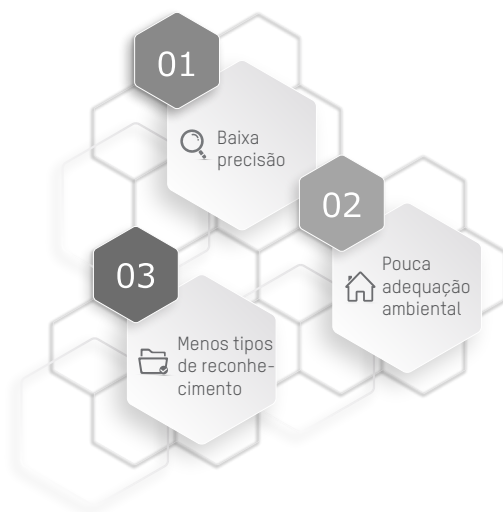 01
Baixa
precisão
02
Pouca
adequação
ambiental
03
Menos tipos
de reconhe-
cimento